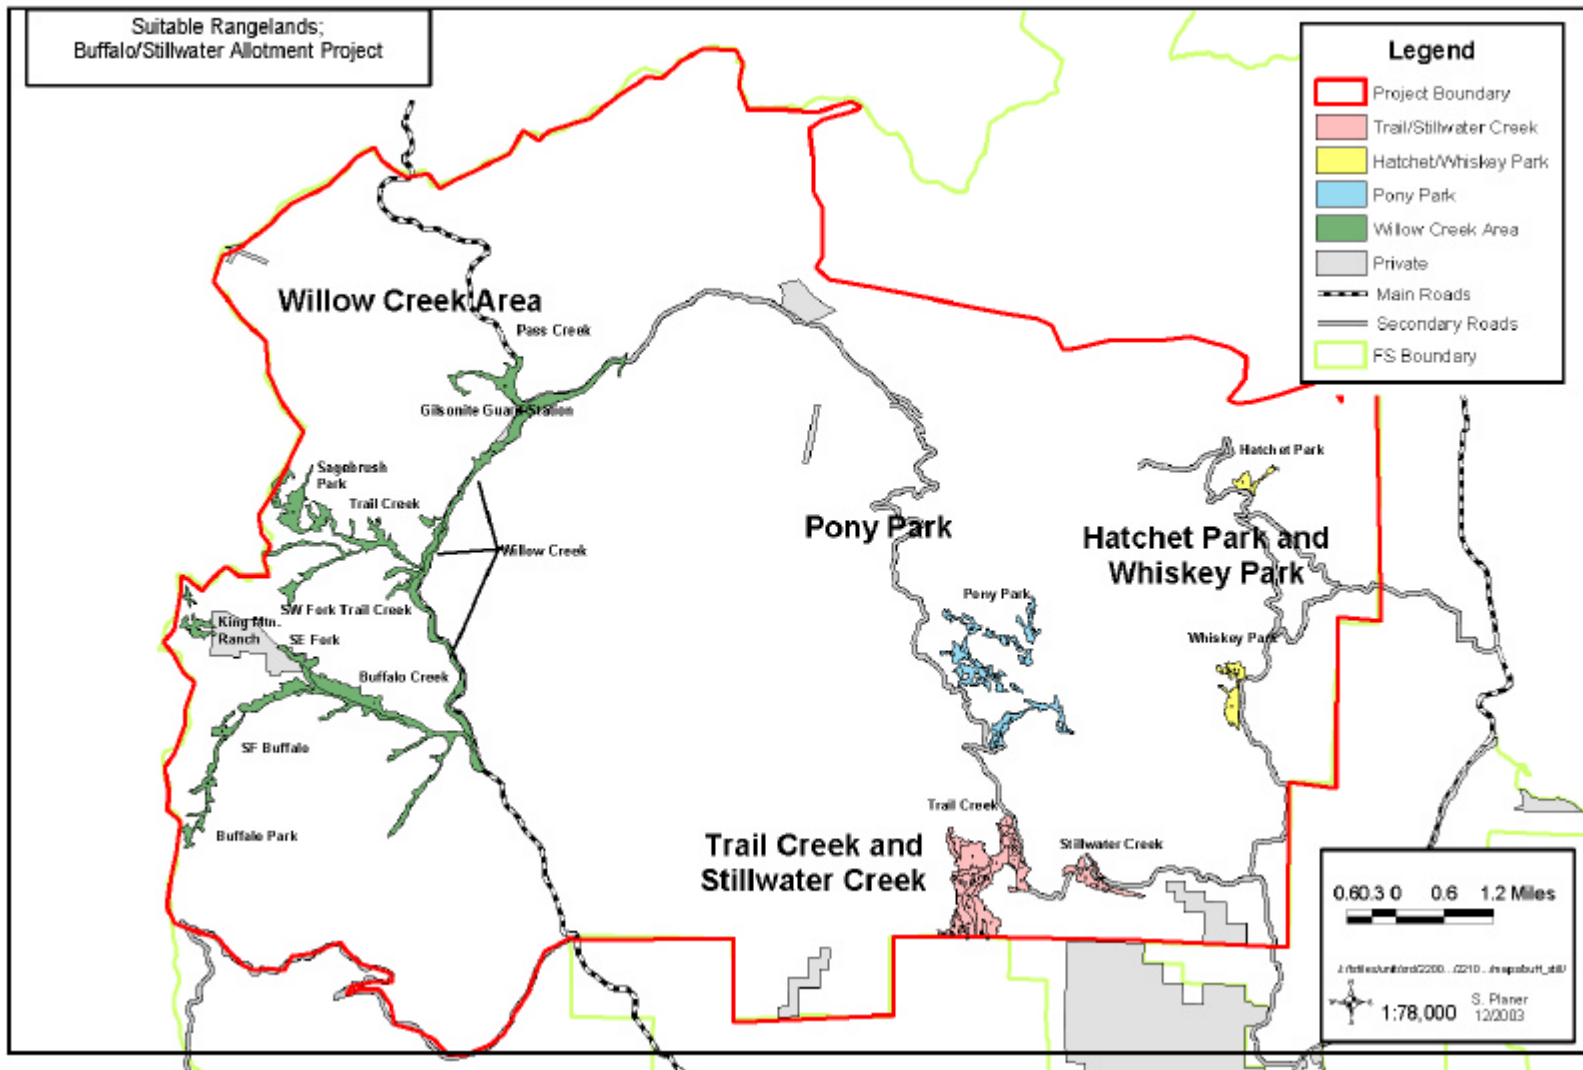 Suitable Rangelands;
Buffalo/Stillwater Allotment Project
Legend
Project Boundary
Trail/Stillwater Creek
Hatchet/Whiskey Park
Pony Park
Willow Creek Area
Private
Main Roads
Secondary Roads
FS Boundary
Willow Creek Area
Pass Creek
Gilsonite Guard Station
Sagebrush
Park
Trail Creek
Willow Creek
SW Fork Trail Creek
King Mtn.
Ranch
SE Fork
Buffalo Creek
SF Buffalo
Buffalo Park
Pony Park
Pony Park
Hatchet Park
Hatchet Park and
Whiskey Park
Whiskey Park
Trail Creek
Stillwater Creek
Trail Creek and
Stillwater Creek
0.60.3 0 0.6 1.2 Miles
1:78,000
S. Planer
12/2003